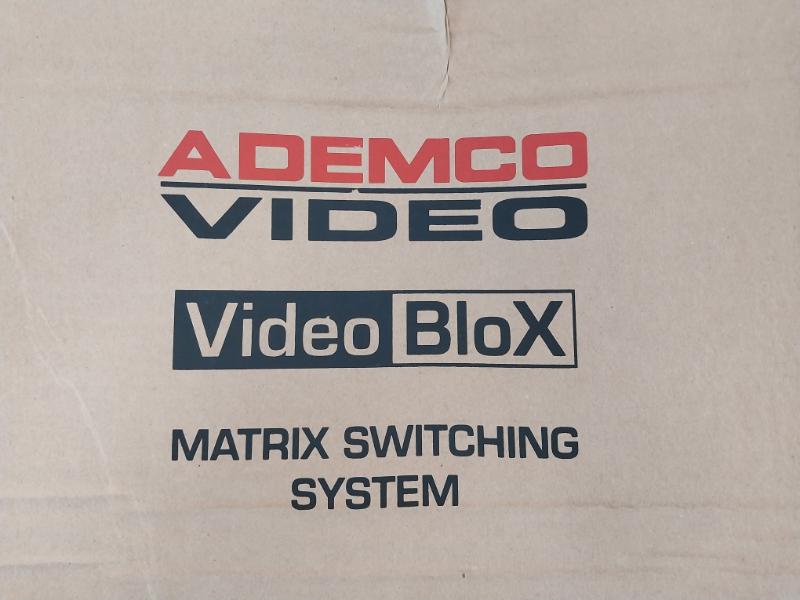 ADEMCO
VIDEO
Video BloX
MATRIX SWITCHING
SYSTEM